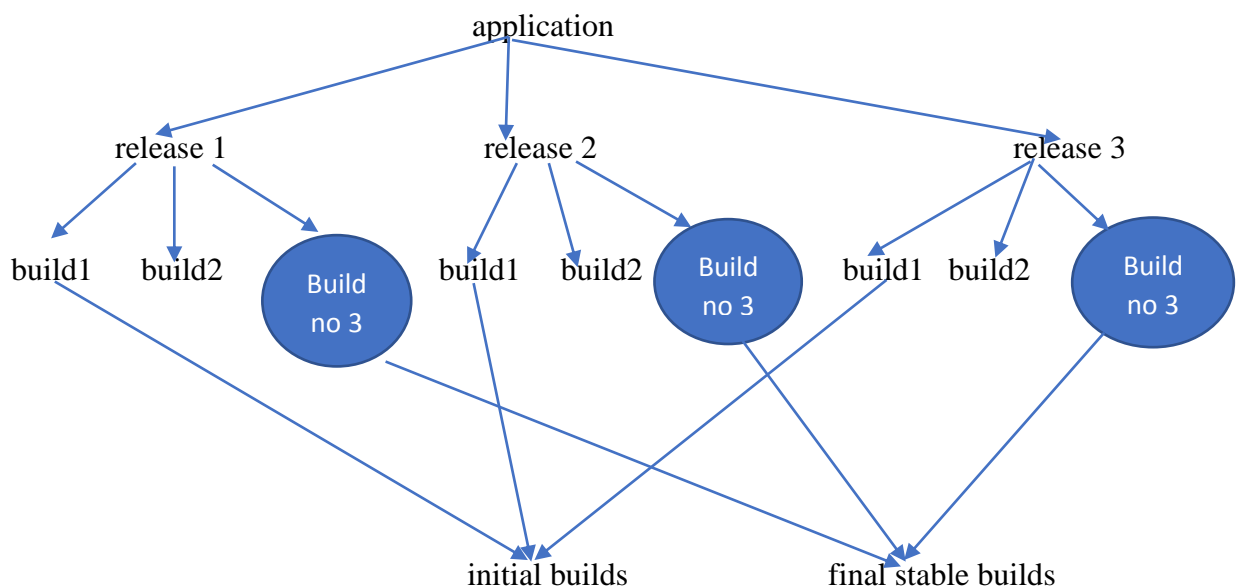 application
release 1
release 2
release 3
build1
build2
Build
no 3
build1
build2
Build
no 3
build1
build2
Build
no 3
initial builds
final stable builds